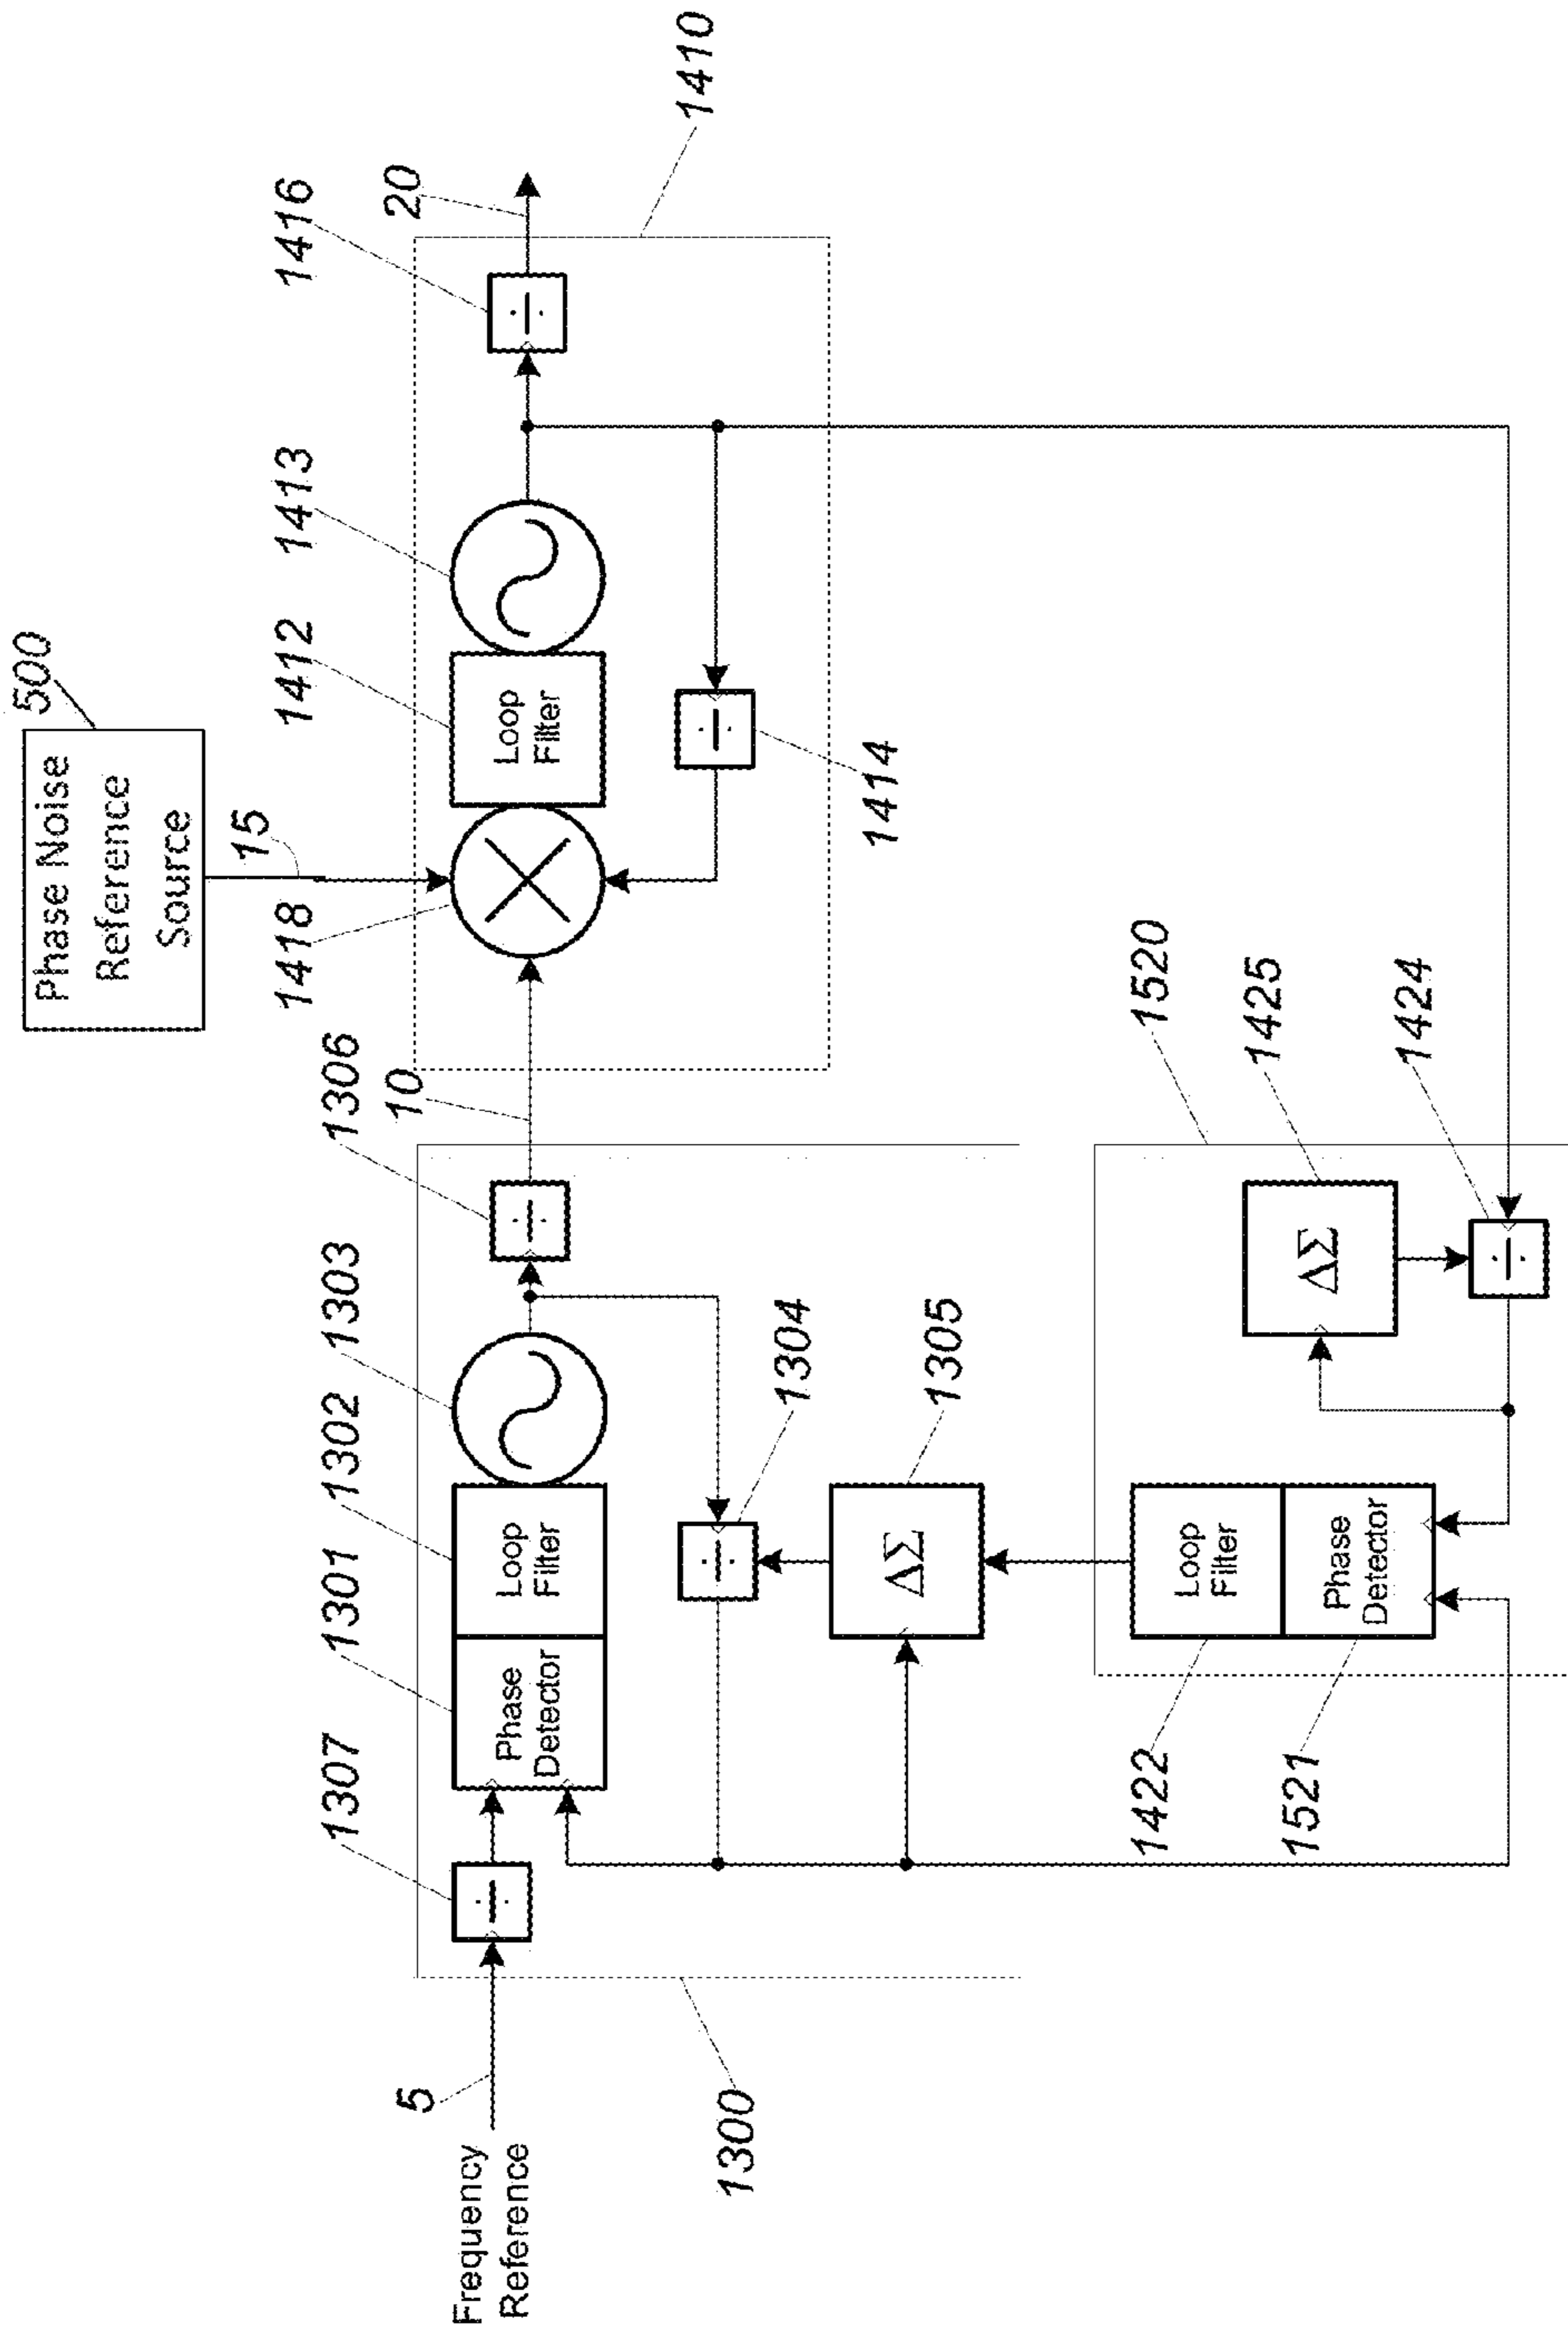 Phase Noise
Reference
Source
500
15
1418
1412
1413
1416
20
1410
Loop
Filter
1414
Frequency
Reference
5
1307
1301
1302
1303
1306
10
Phase
Detector
Loop
Filter
÷
÷
÷
÷
÷
÷
1304
ΔΣ
1305
1300
Loop
Filter
Phase
Detector
1422
1521
ΔΣ
1520
1425
1424